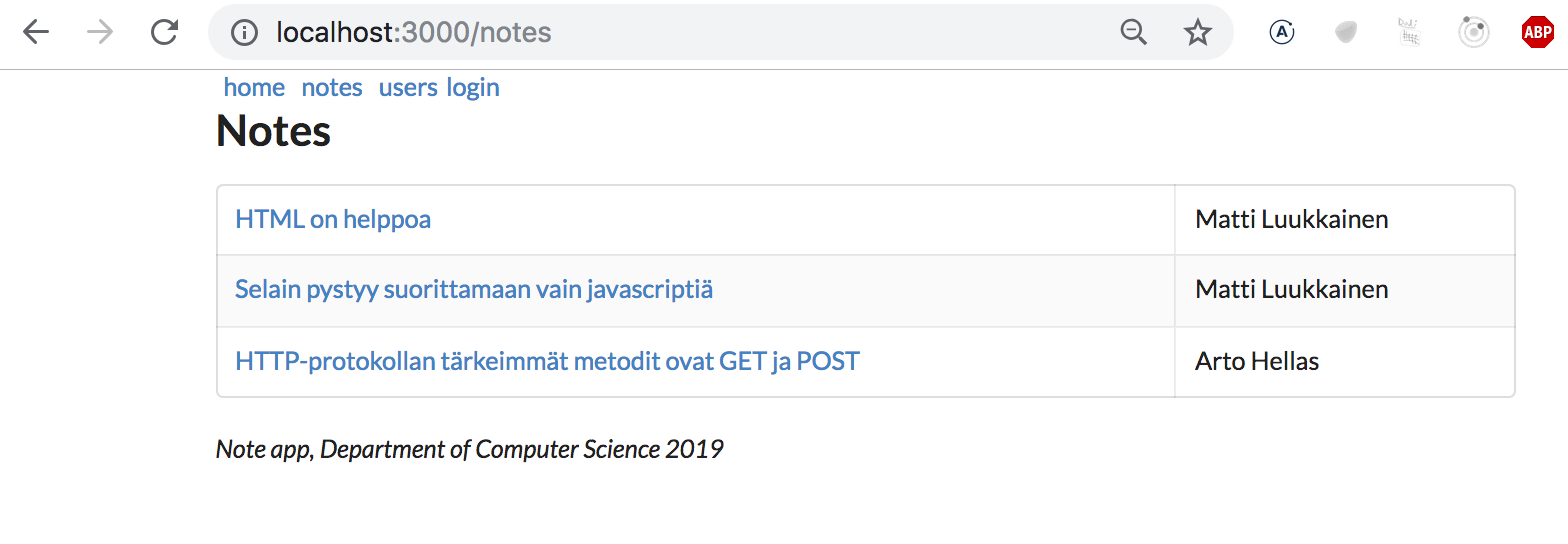 localhost:3000/notes
A
ABP
home notes users login
Notes
HTML on helppoa Matti Luukkainen
Selain pystyy suorittamaan vain javascriptiä Matti Luukkainen
HTTP-protokollan tärkeimmät metodit ovat GET ja POST Arto Hellas
Note app, Department of Computer Science 2019